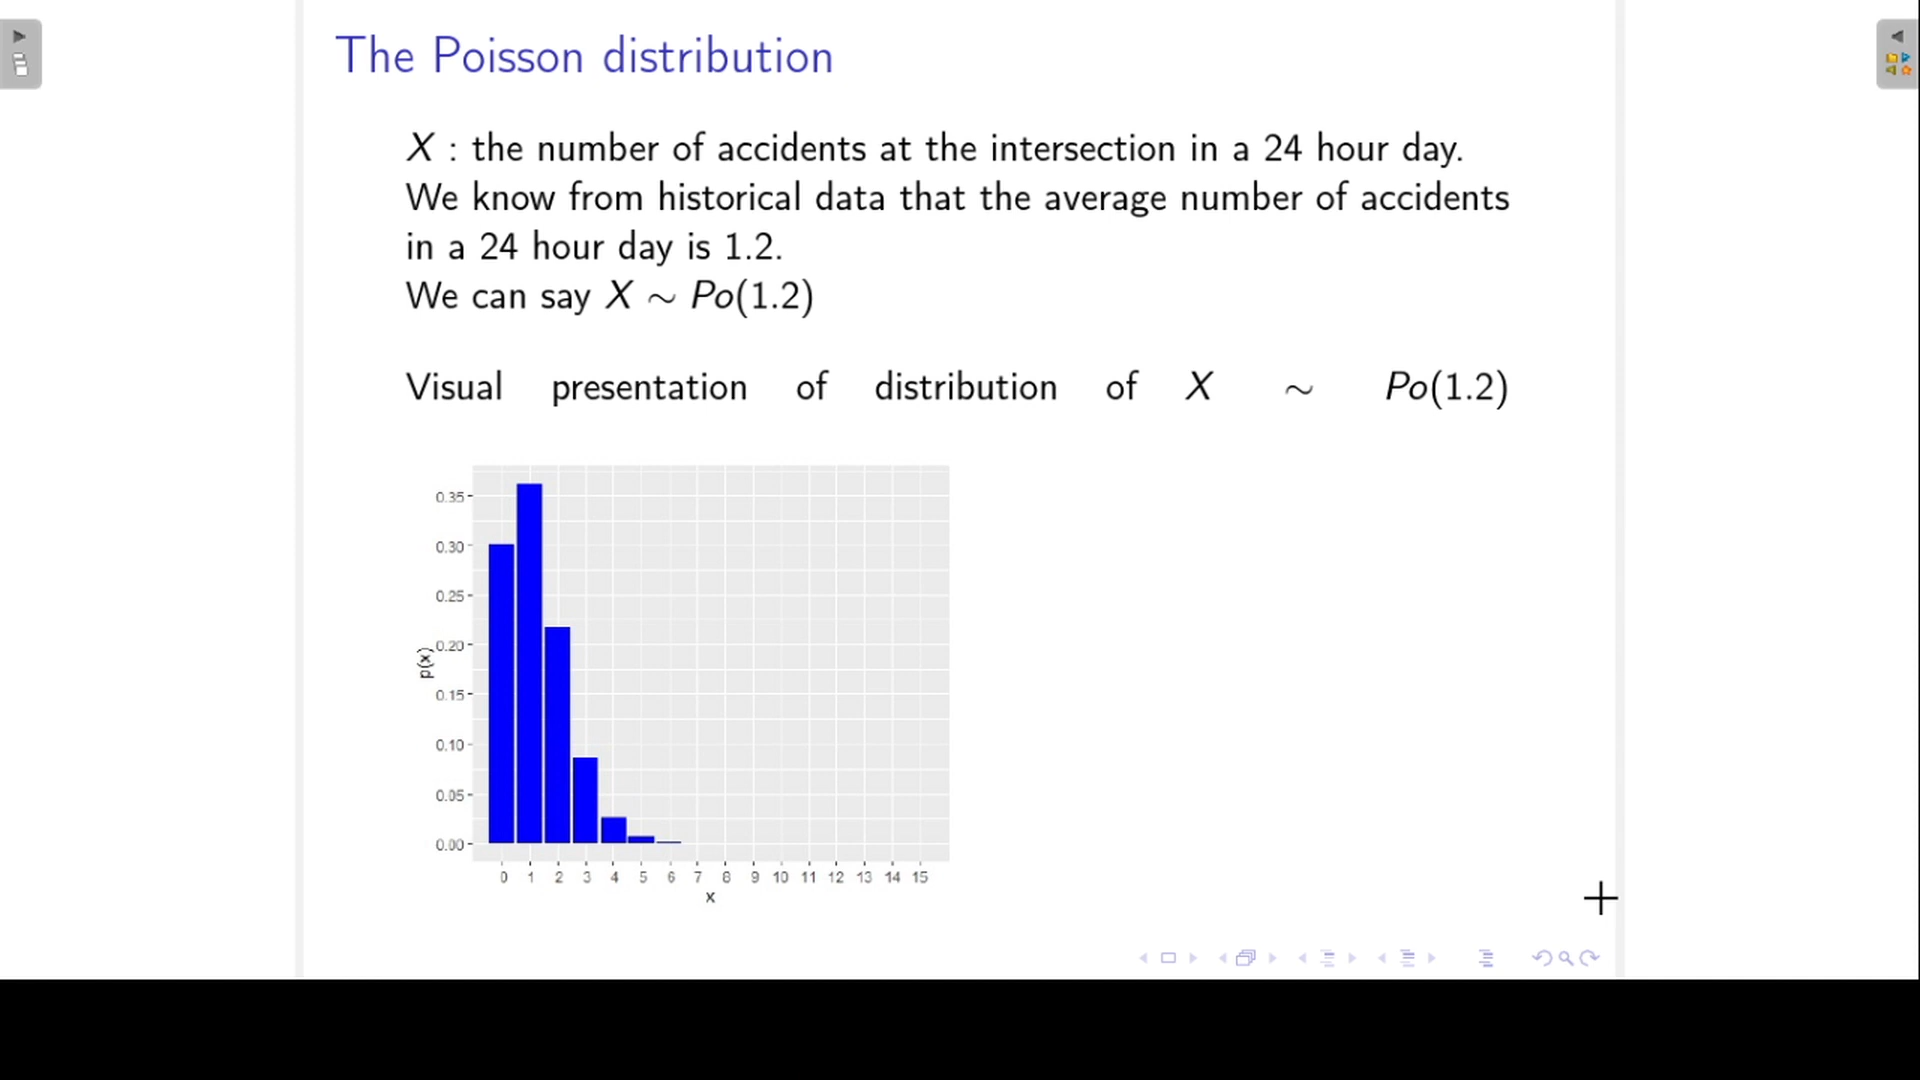 The Poisson distribution
X : the number of accidents at the intersection in a 24 hour day.
We know from historical data that the average number of accidents
in a 24 hour day is 1.2.
We can say X ∼ Po(1.2)
Visual presentation of distribution of X ∼ Po(1.2)
0.35
0.30
0.25
0.20
0.15
0.10
0.05
0.00
p(x)
0 1 2 3 4 5 6 7 8 9 10 11 12 13 14 15
x